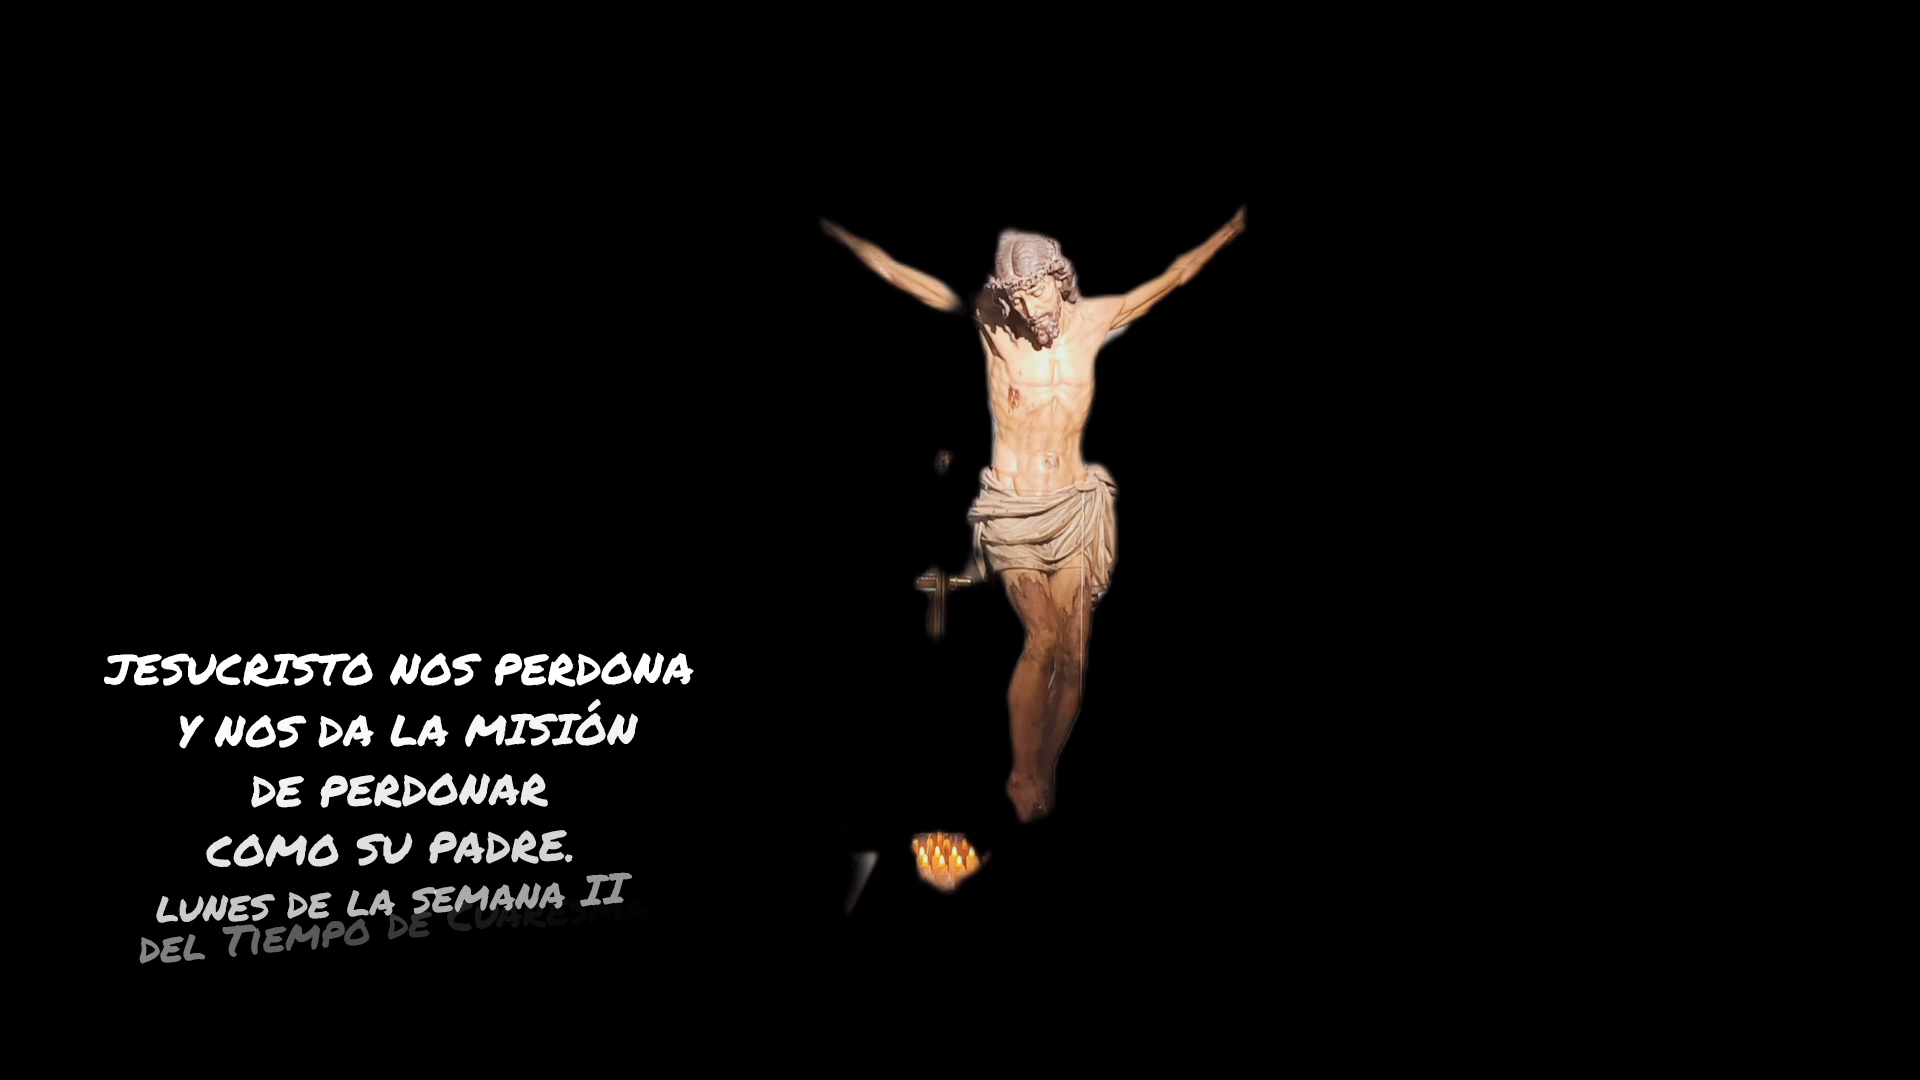 JESUCRISTO NOS PERDONA
Y NOS DA LA MISIÓN
DE PERDONAR
COMO SU PADRE.
LUNES DE LA SEMANA II
DEL TIEMPO DE CUARESMA